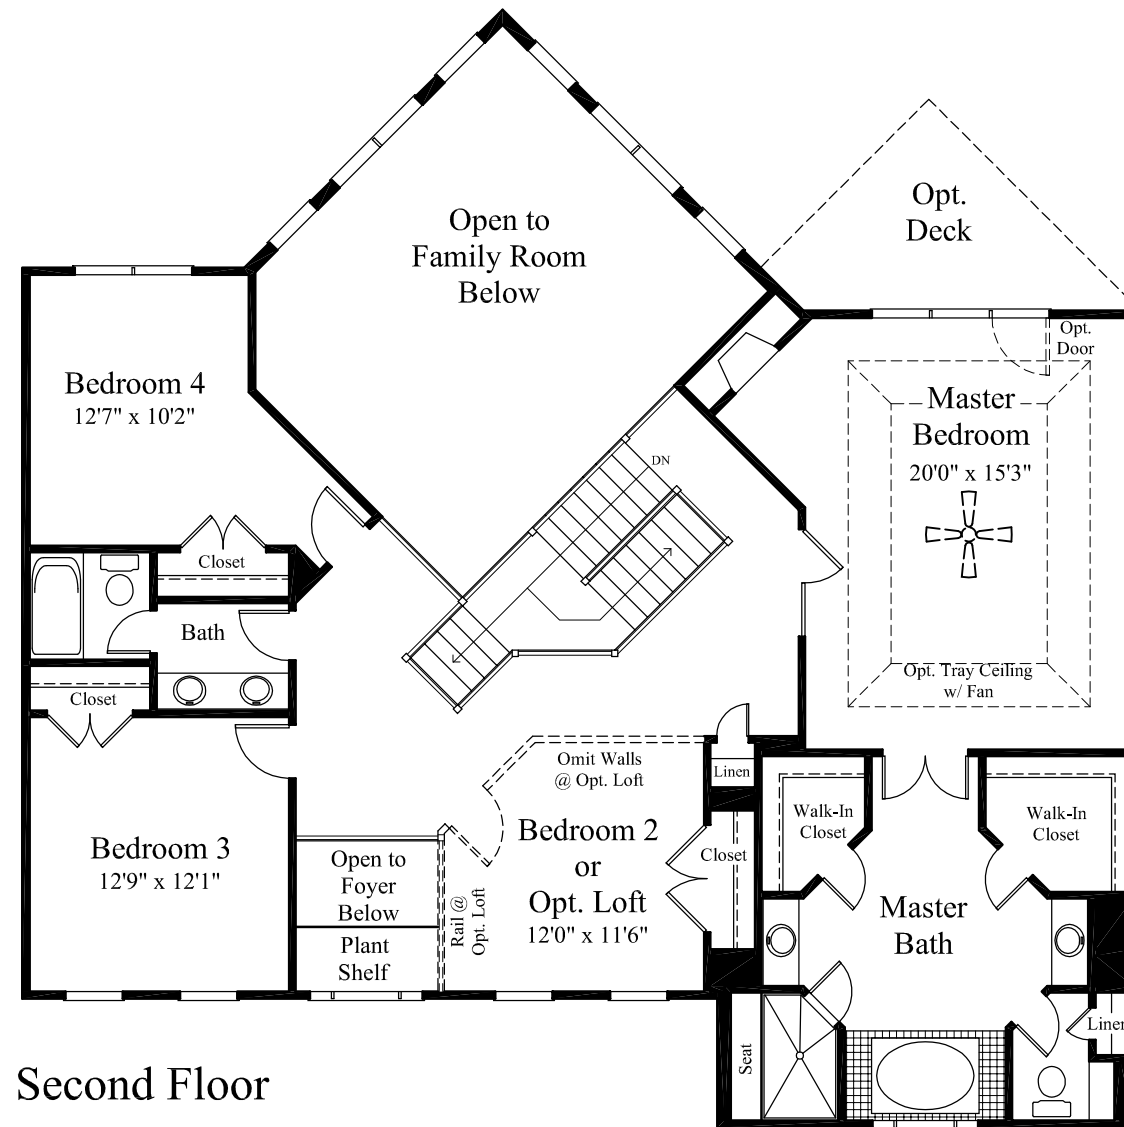 Opt.
Deck
Open to
Family Room
Below
Opt.
Door
Bedroom 4
12'7" x 10'2"
Master
Bedroom
20'0" x 15'3"
DN
Closet
Bath
Opt. Tray Ceiling
w/ Fan
Closet
Omit Walls
@ Opt. Loft
Linen
Walk-In
Closet
Walk-In
Closet
Bedroom 3
12'9" x 12'1"
Open to
Foyer
Below
Plant
Shelf
Rail @
Opt. Loft
Bedroom 2
or
Opt. Loft
12'0" x 11'6"
Closet
Master
Bath
Linen
Seat
Second Floor